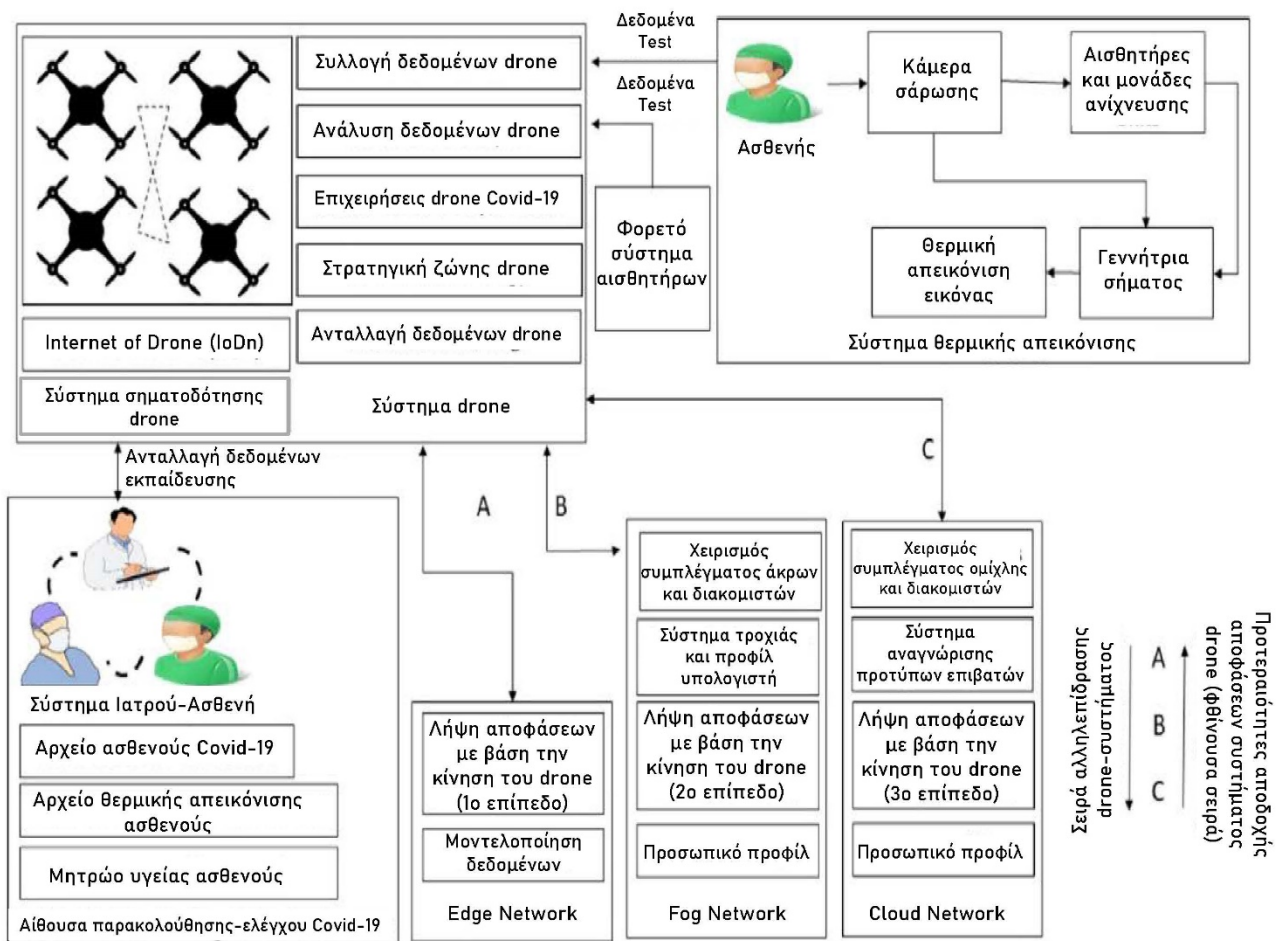 Συλλογή δεδομένων drone
Ανάλυση δεδομένων drone
Επιχειρήσεις drone Covid-19
Στρατηγική ζώνης drone
Ανταλλαγή δεδομένων drone
Internet of Drone (IoDn)
Σύστημα σηματοδότησης
drone
Σύστημα drone
Δεδομένα
Test
Δεδομένα
Test
Φορετό
σύστημα
αισθητήρων
Ασθενής
Κάμερα
σάρωσης
Αισθητήρες
και μονάδες
ανίχνευσης
Θερμική
απεικόνιση
εικόνας
Γεννήτρια
σήματος
Σύστημα θερμικής απεικόνισης
Ανταλλαγή δεδομένων
εκπαίδευσης
A
B
C
Σύστημα Ιατρού-Ασθενή
Αρχείο ασθενούς Covid-19
Αρχείο θερμικής απεικόνισης
ασθενούς
Μητρώο υγείας ασθενούς
Αίθουσα παρακολούθησης-ελέγχου Covid-19
Λήψη αποφάσεων
με βάση την
κίνηση του drone
(1ο επίπεδο)
Μοντελοποίηση
δεδομένων
Edge Network
Χειρισμός
συμπλέγματος άκρων
και διακομιστών
Σύστημα τροχιάς
και προφίλ
υπολογιστή
Λήψη αποφάσεων
με βάση την
κίνηση του drone
(2ο επίπεδο)
Προσωπικό προφίλ
Fog Network
Χειρισμός
συμπλέγματος ομίχλης
και διακομιστών
Σύστημα
αναγνώρισης
προτύπων επιβατών
Λήψη αποφάσεων
με βάση την
κίνηση του drone
(3ο επίπεδο)
Προσωπικό προφίλ
Cloud Network
Σειρά αλληλεπίδρασης
drone-συστήματος
A
B
C
Προτεραιότητες αποδοχής
αποφάσεων συστήματος
drone (φθίνουσα σειρά)